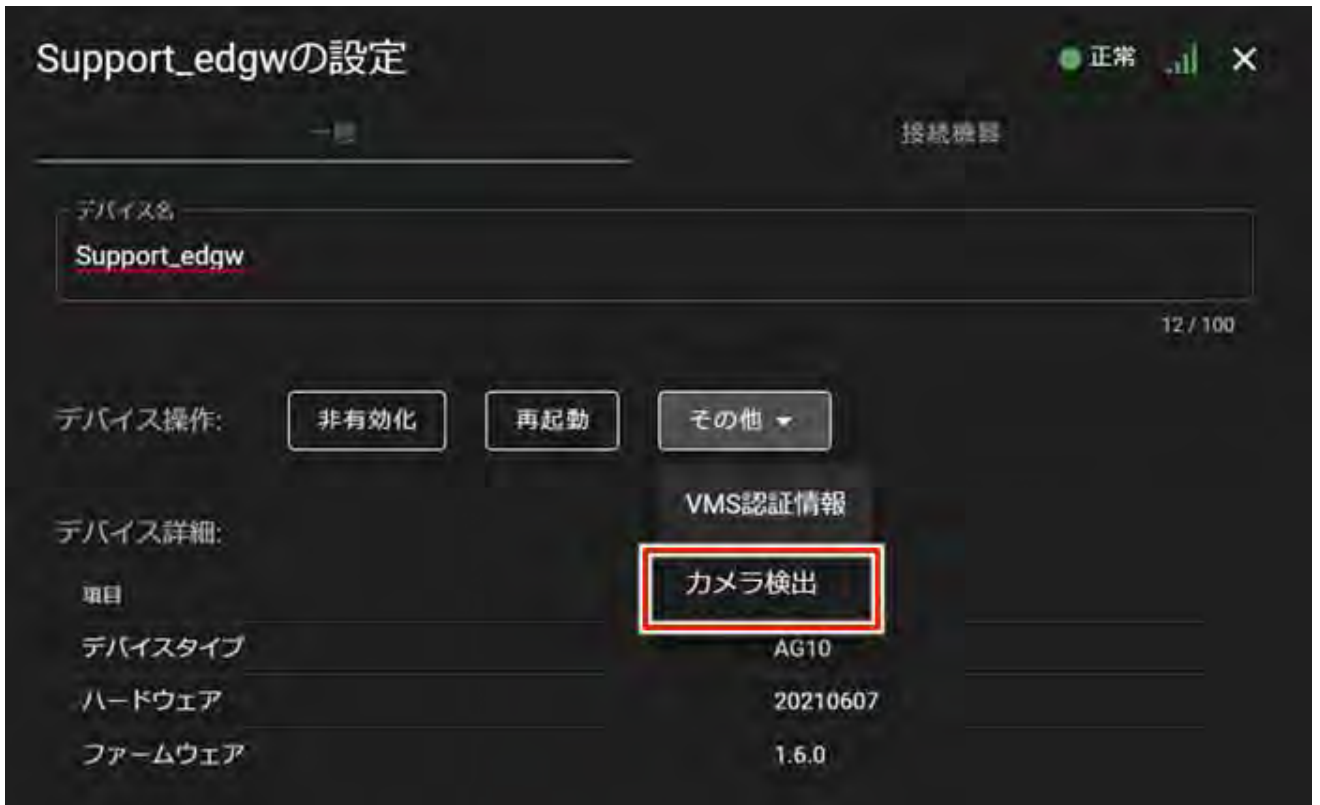 Support_edgwの設定
正常
一般
接続機器
デバイス名
Support_edgw
12 / 100
デバイス操作:
非有効化
再起動
その他
VMS認証情報
カメラ検出
デバイス詳細:
項目
デバイスタイプ AG10
ハードウェア 20210607
ファームウェア 1.6.0